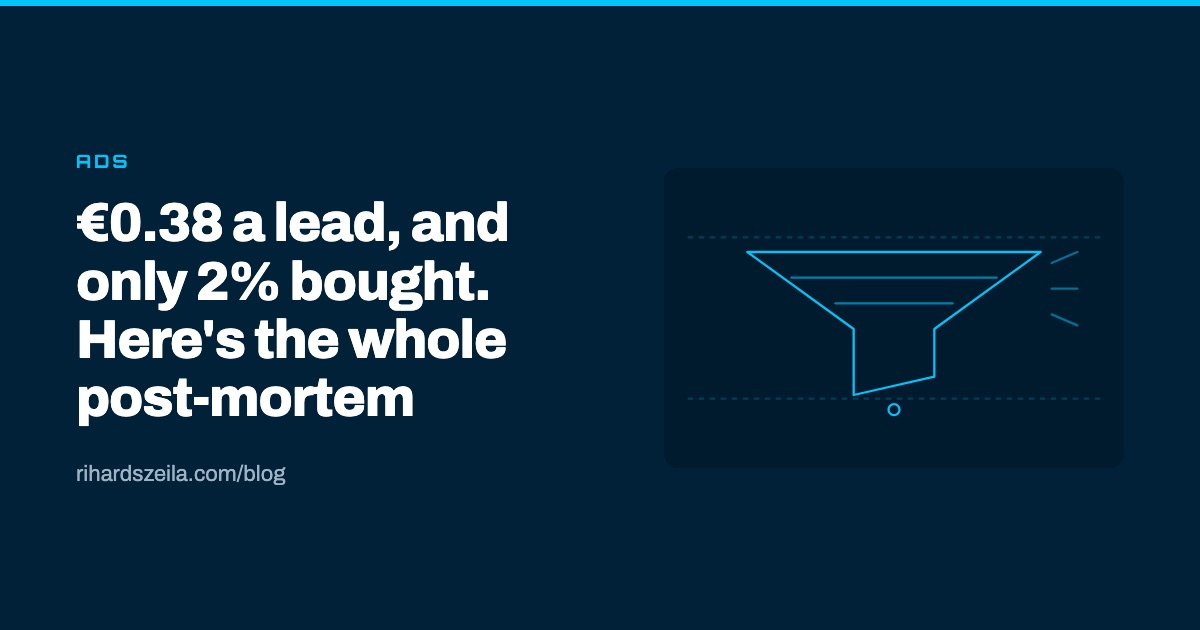 ADS
€0.38 a lead, and
only 2% bought.
Here's the whole
post-mortem
rihardszeila.com/blog